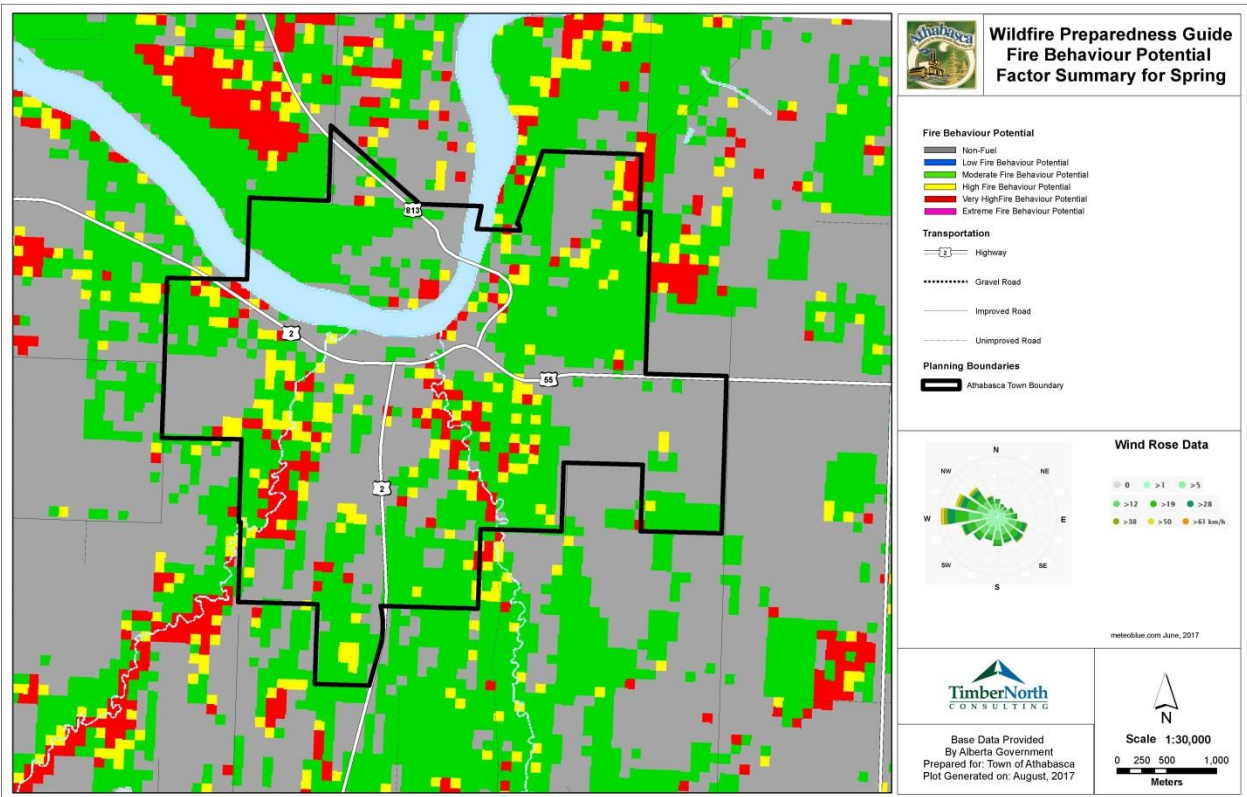 Athabasca
Wildfire Preparedness Guide
Fire Behaviour Potential
Factor Summary for Spring
Fire Behaviour Potential
Non-Fuel
Low Fire Behaviour Potential
Moderate Fire Behaviour Potential
High Fire Behaviour Potential
Very HighFire Behaviour Potential
Extreme Fire Behaviour Potential
Transportation
2 Highway
Gravel Road
Improved Road
Unimproved Road
Planning Boundaries
Athabasca Town Boundary
813
2
55
2
Wind Rose Data
N
NW NE
W E
SW SE
S
0 >1 >5
>12 >19 >28
>38 >50 >61 km/h
meteoblue.com June, 2017
TimberNorth
CONSULTING
Base Data Provided
By Alberta Government
Prepared for: Town of Athabasca
Plot Generated on: August, 2017
N
Scale 1:30,000
0 250 500 1,000
Meters